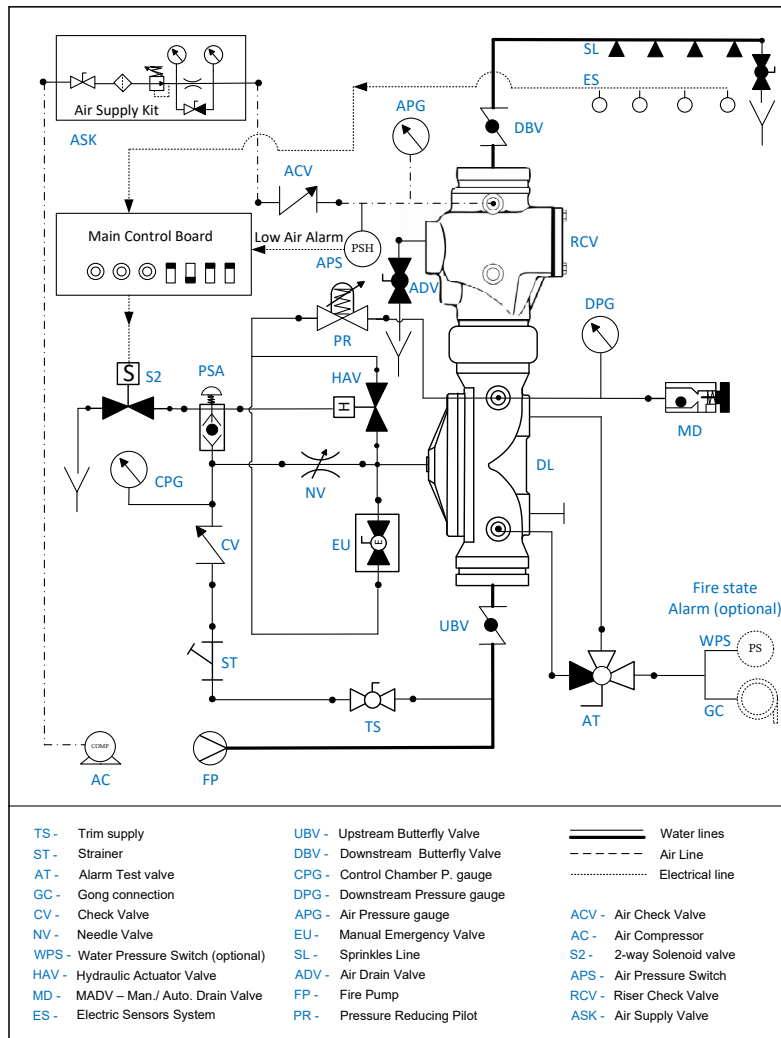 SL
ES
APG
DBV
Air Supply Kit
ASK
ACV
Main Control Board
Low Air Alarm
PSH
APS
RCV
ADV
DPG
PR
S
S2
PSA
HAV
H
MD
CPG
NV
DL
E
EU
CV
Fire state
Alarm (optional)
UBV
WPS
PS
ST
GC
TS
AT
COMP
AC
FP
TS - Trim supply
ST - Strainer
AT - Alarm Test valve
GC - Gong connection
CV - Check Valve
NV - Needle Valve
WPS - Water Pressure Switch (optional)
HAV - Hydraulic Actuator Valve
MD - MADV – Man./ Auto. Drain Valve
ES - Electric Sensors System
UBV - Upstream Butterfly Valve
DBV - Downstream Butterfly Valve
CPG - Control Chamber P. gauge
DPG - Downstream Pressure gauge
APG - Air Pressure gauge
EU - Manual Emergency Valve
SL - Sprinkles Line
ADV - Air Drain Valve
FP - Fire Pump
PR - Pressure Reducing Pilot
Water lines
Air Line
Electrical line
ACV - Air Check Valve
AC - Air Compressor
S2 - 2-way Solenoid valve
APS - Air Pressure Switch
RCV - Riser Check Valve
ASK - Air Supply Valve